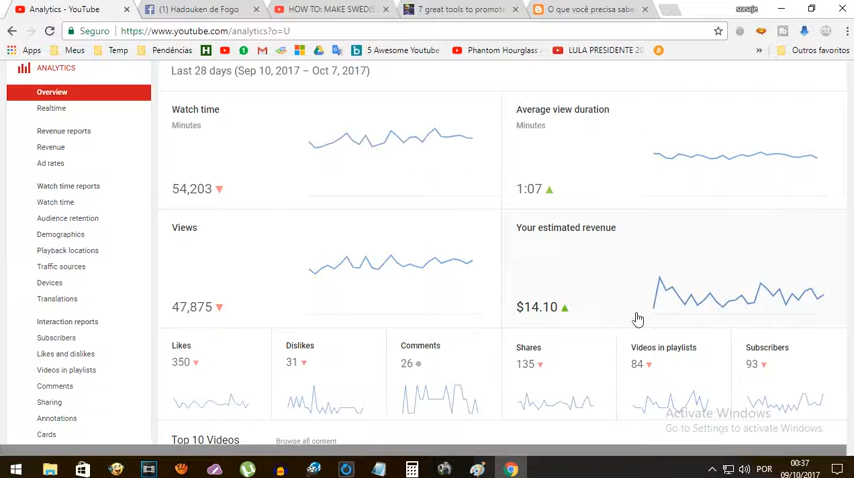 Analytics - YouTube
(1) Hadouken de Fogo
HOW TO: MAKE SWEDIS
7 great tools to promote
O que você precisa sabe
sonaje
Seguro
https://www.youtube.com/analytics?o=U
Apps
Meus
Temp
Pendências
5 Awesome Youtube
Phantom Hourglass
LULA PRESIDENTE 20
Outros favoritos
ANALYTICS
Overview
Realtime
Revenue reports
Revenue
Ad rates
Watch time reports
Watch time
Audience retention
Demographics
Playback locations
Traffic sources
Devices
Translations
Interaction reports
Subscribers
Likes and dislikes
Videos in playlists
Comments
Sharing
Annotations
Cards
Last 28 days (Sep 10, 2017 – Oct 7, 2017)
Watch time
Minutes
54,203
Average view duration
Minutes
1:07
Views
47,875
Your estimated revenue
$14.10
Likes
350
Dislikes
31
Comments
26
Shares
135
Videos in playlists
84
Subscribers
93
Top 10 Videos
Browse all content
Activate Windows
Go to Settings to activate Windows.
POR
00:37
09/10/2017